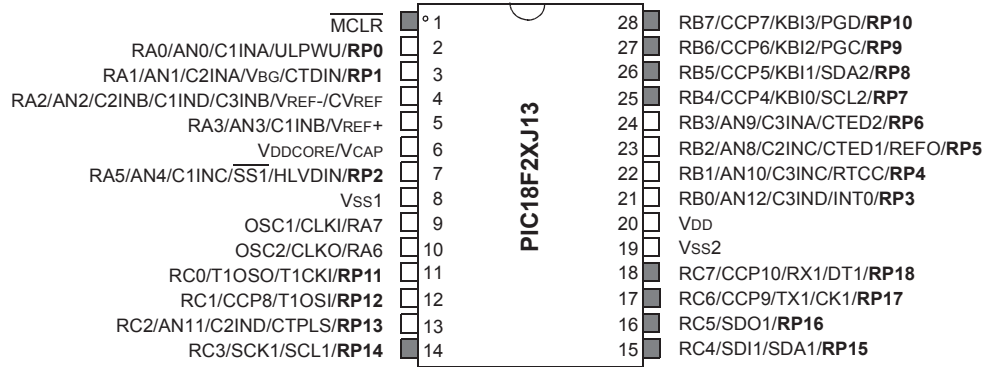 MCLR 1
RA0/AN0/C1INA/ULPWU/RP0 2
RA1/AN1/C2INA/VBG/CTDIN/RP1 3
RA2/AN2/C2INB/C1IND/C3INB/VREF-/CVREF 4
RA3/AN3/C1INB/VREF+ 5
VDDCORE/VCAP 6
RA5/AN4/C1INC/SS1/HLVDIN/RP2 7
VSS1 8
OSC1/CLKI/RA7 9
OSC2/CLKO/RA6 10
RC0/T1OSO/T1CKI/RP11 11
RC1/CCP8/T1OSI/RP12 12
RC2/AN11/C2IND/CTPLS/RP13 13
RC3/SCK1/SCL1/RP14 14
PIC18F2XJ13
28 RB7/CCP7/KBI3/PGD/RP10
27 RB6/CCP6/KBI2/PGC/RP9
26 RB5/CCP5/KBI1/SDA2/RP8
25 RB4/CCP4/KBI0/SCL2/RP7
24 RB3/AN9/C3INA/CTED2/RP6
23 RB2/AN8/C2INC/CTED1/REFO/RP5
22 RB1/AN10/C3INC/RTCC/RP4
21 RB0/AN12/C3IND/INT0/RP3
20 VDD
19 VSS2
18 RC7/CCP10/RX1/DT1/RP18
17 RC6/CCP9/TX1/CK1/RP17
16 RC5/SDO1/RP16
15 RC4/SDI1/SDA1/RP15